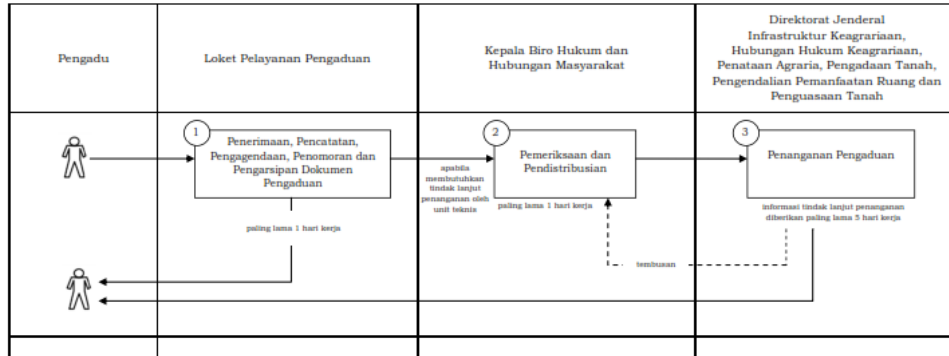 Pengadu
Loket Pelayanan Pengaduan
Kepala Biro Hukum dan
Hubungan Masyarakat
Direktorat Jenderal
Infrastruktur Keagrariaan,
Hubungan Hukum Keagrariaan,
Penataan Agraria, Pengadaan Tanah,
Pengendalian Pemanfaatan Ruang dan
Penguasaan Tanah
1
Penerimaan, Pencatatan,
Pengagendaan, Penomoran dan
Pengarsipan Dokumen
Pengaduan
paling lama 1 hari kerja
apabila
membutuhkan
tindak lanjut
penanganan oleh
unit teknis
2
Pemeriksaan dan
Pendistribusian
paling lama 1 hari kerja
3
Penanganan Pengaduan
informasi tindak lanjut penanganan
diberikan paling lama 5 hari kerja
tembusan